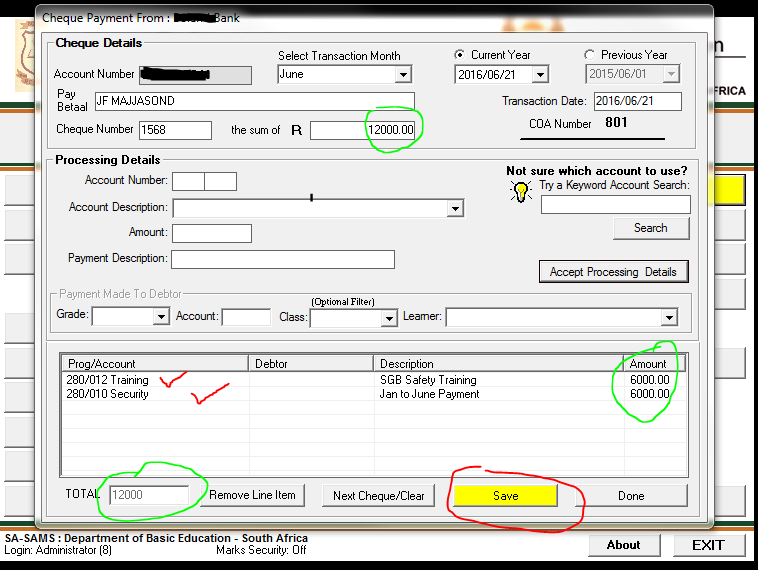 Cheque Payment From : Bank
Cheque Details
Select Transaction Month
Current Year
Previous Year
Account Number
June
2016/06/21
2015/06/01
Pay
Betaal
JF MAJJASOND
Transaction Date: 2016/06/21
Cheque Number 1568 the sum of R 12000.00
COA Number 801
Processing Details
Account Number:
Not sure which account to use?
Try a Keyword Account Search:
Account Description:
Amount:
Search
Payment Description:
Accept Processing Details
Payment Made To Debtor
(Optional Filter)
Grade: Account: Class: Learner:
Prog/Account Debtor Description Amount
280/012 Training SGB Safety Training 6000.00
280/010 Security Jan to June Payment 6000.00
TOTAL 12000 Remove Line Item Next Cheque/Clear Save Done
SA-SAMS : Department of Basic Education - South Africa
Login: Administrator (8) Marks Security: Off
About EXIT
n
FRICA